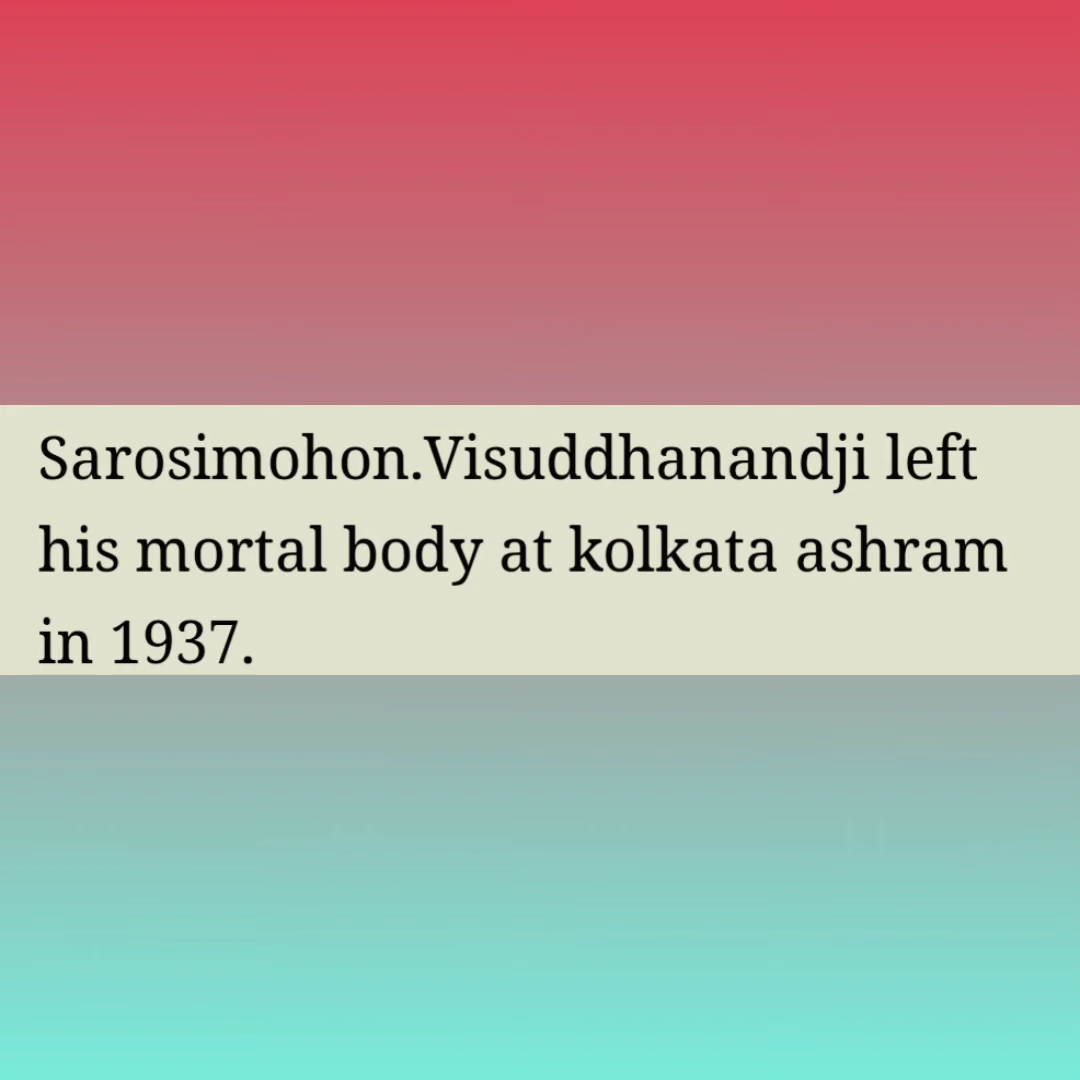 Sarosimohon.Visuddhanandji left
his mortal body at kolkata ashram
in 1937.